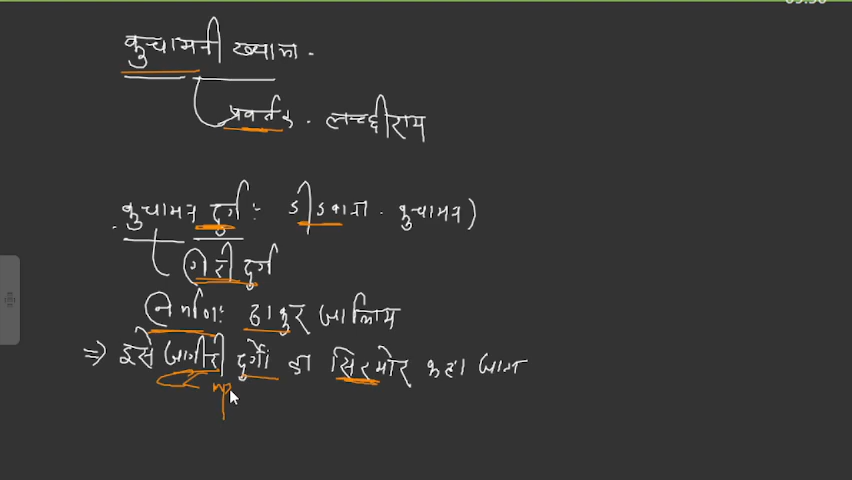 कुचामनी ख्याल -
प्रवर्तक - लच्छीराम
कुचामन दुर्ग : डीडवाना - कुचामन)
गिरी दुर्ग
निर्माण : ठाकुर जालिम
=> इसे जागीरी दुर्गो का सिरमोर कहा जाता